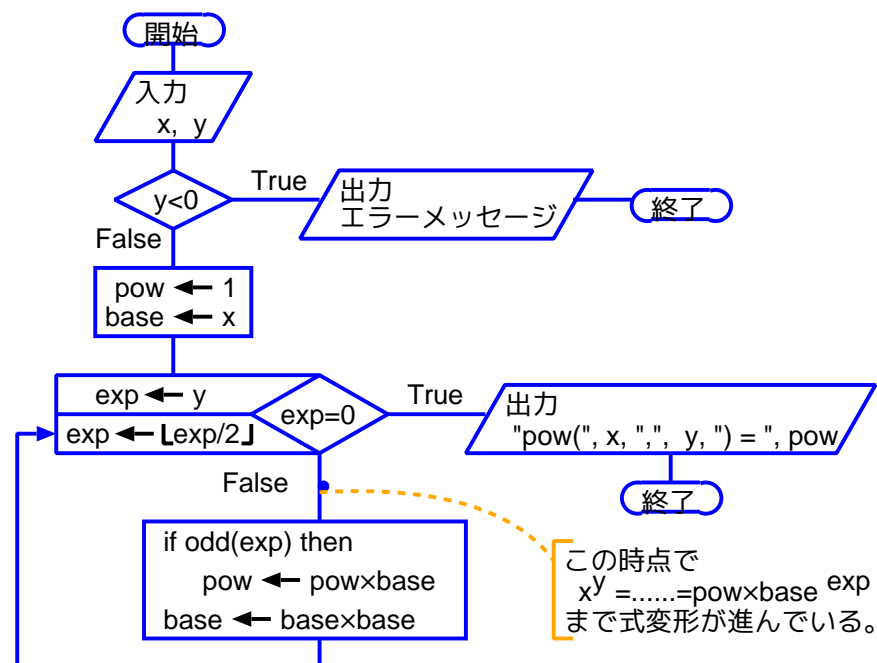 開始
入力
x, y
y<0
True
出力
エラーメッセージ
終了
False
pow ← 1
base ← x
exp ← y
exp ← ⌊exp/2⌋
exp=0
True
出力
"pow(", x, ",", y, ") = ", pow
終了
False
if odd(exp) then
pow ← pow×base
base ← base×base
この時点で
x^y =......=pow×base^exp
まで式変形が進んでいる。